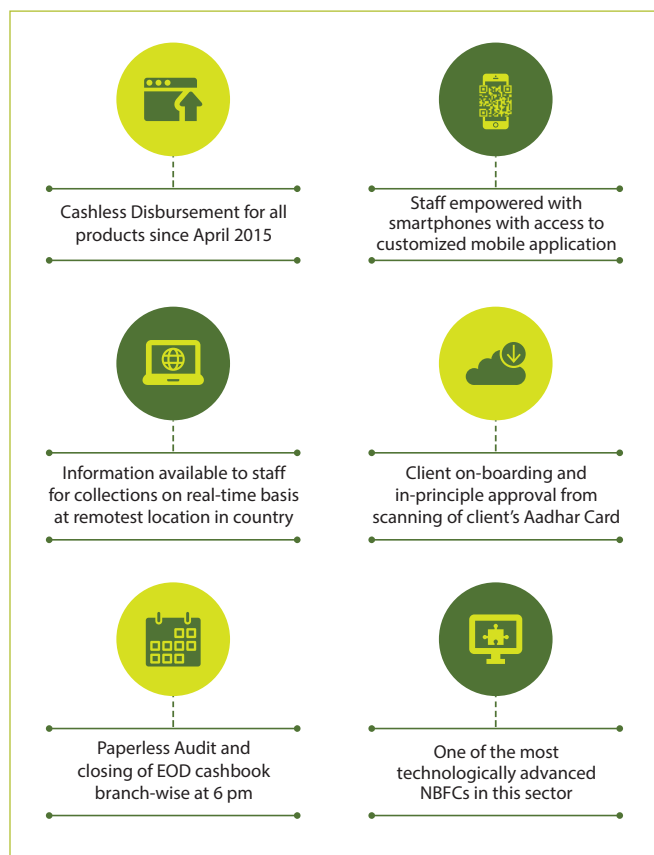 Cashless Disbursement for all
products since April 2015
Staff empowered with
smartphones with access to
customized mobile application
Information available to staff
for collections on real-time basis
at remotest location in country
Client on-boarding and
in-principle approval from
scanning of client's Aadhar Card
Paperless Audit and
closing of EOD cashbook
branch-wise at 6 pm
One of the most
technologically advanced
NBFCs in this sector